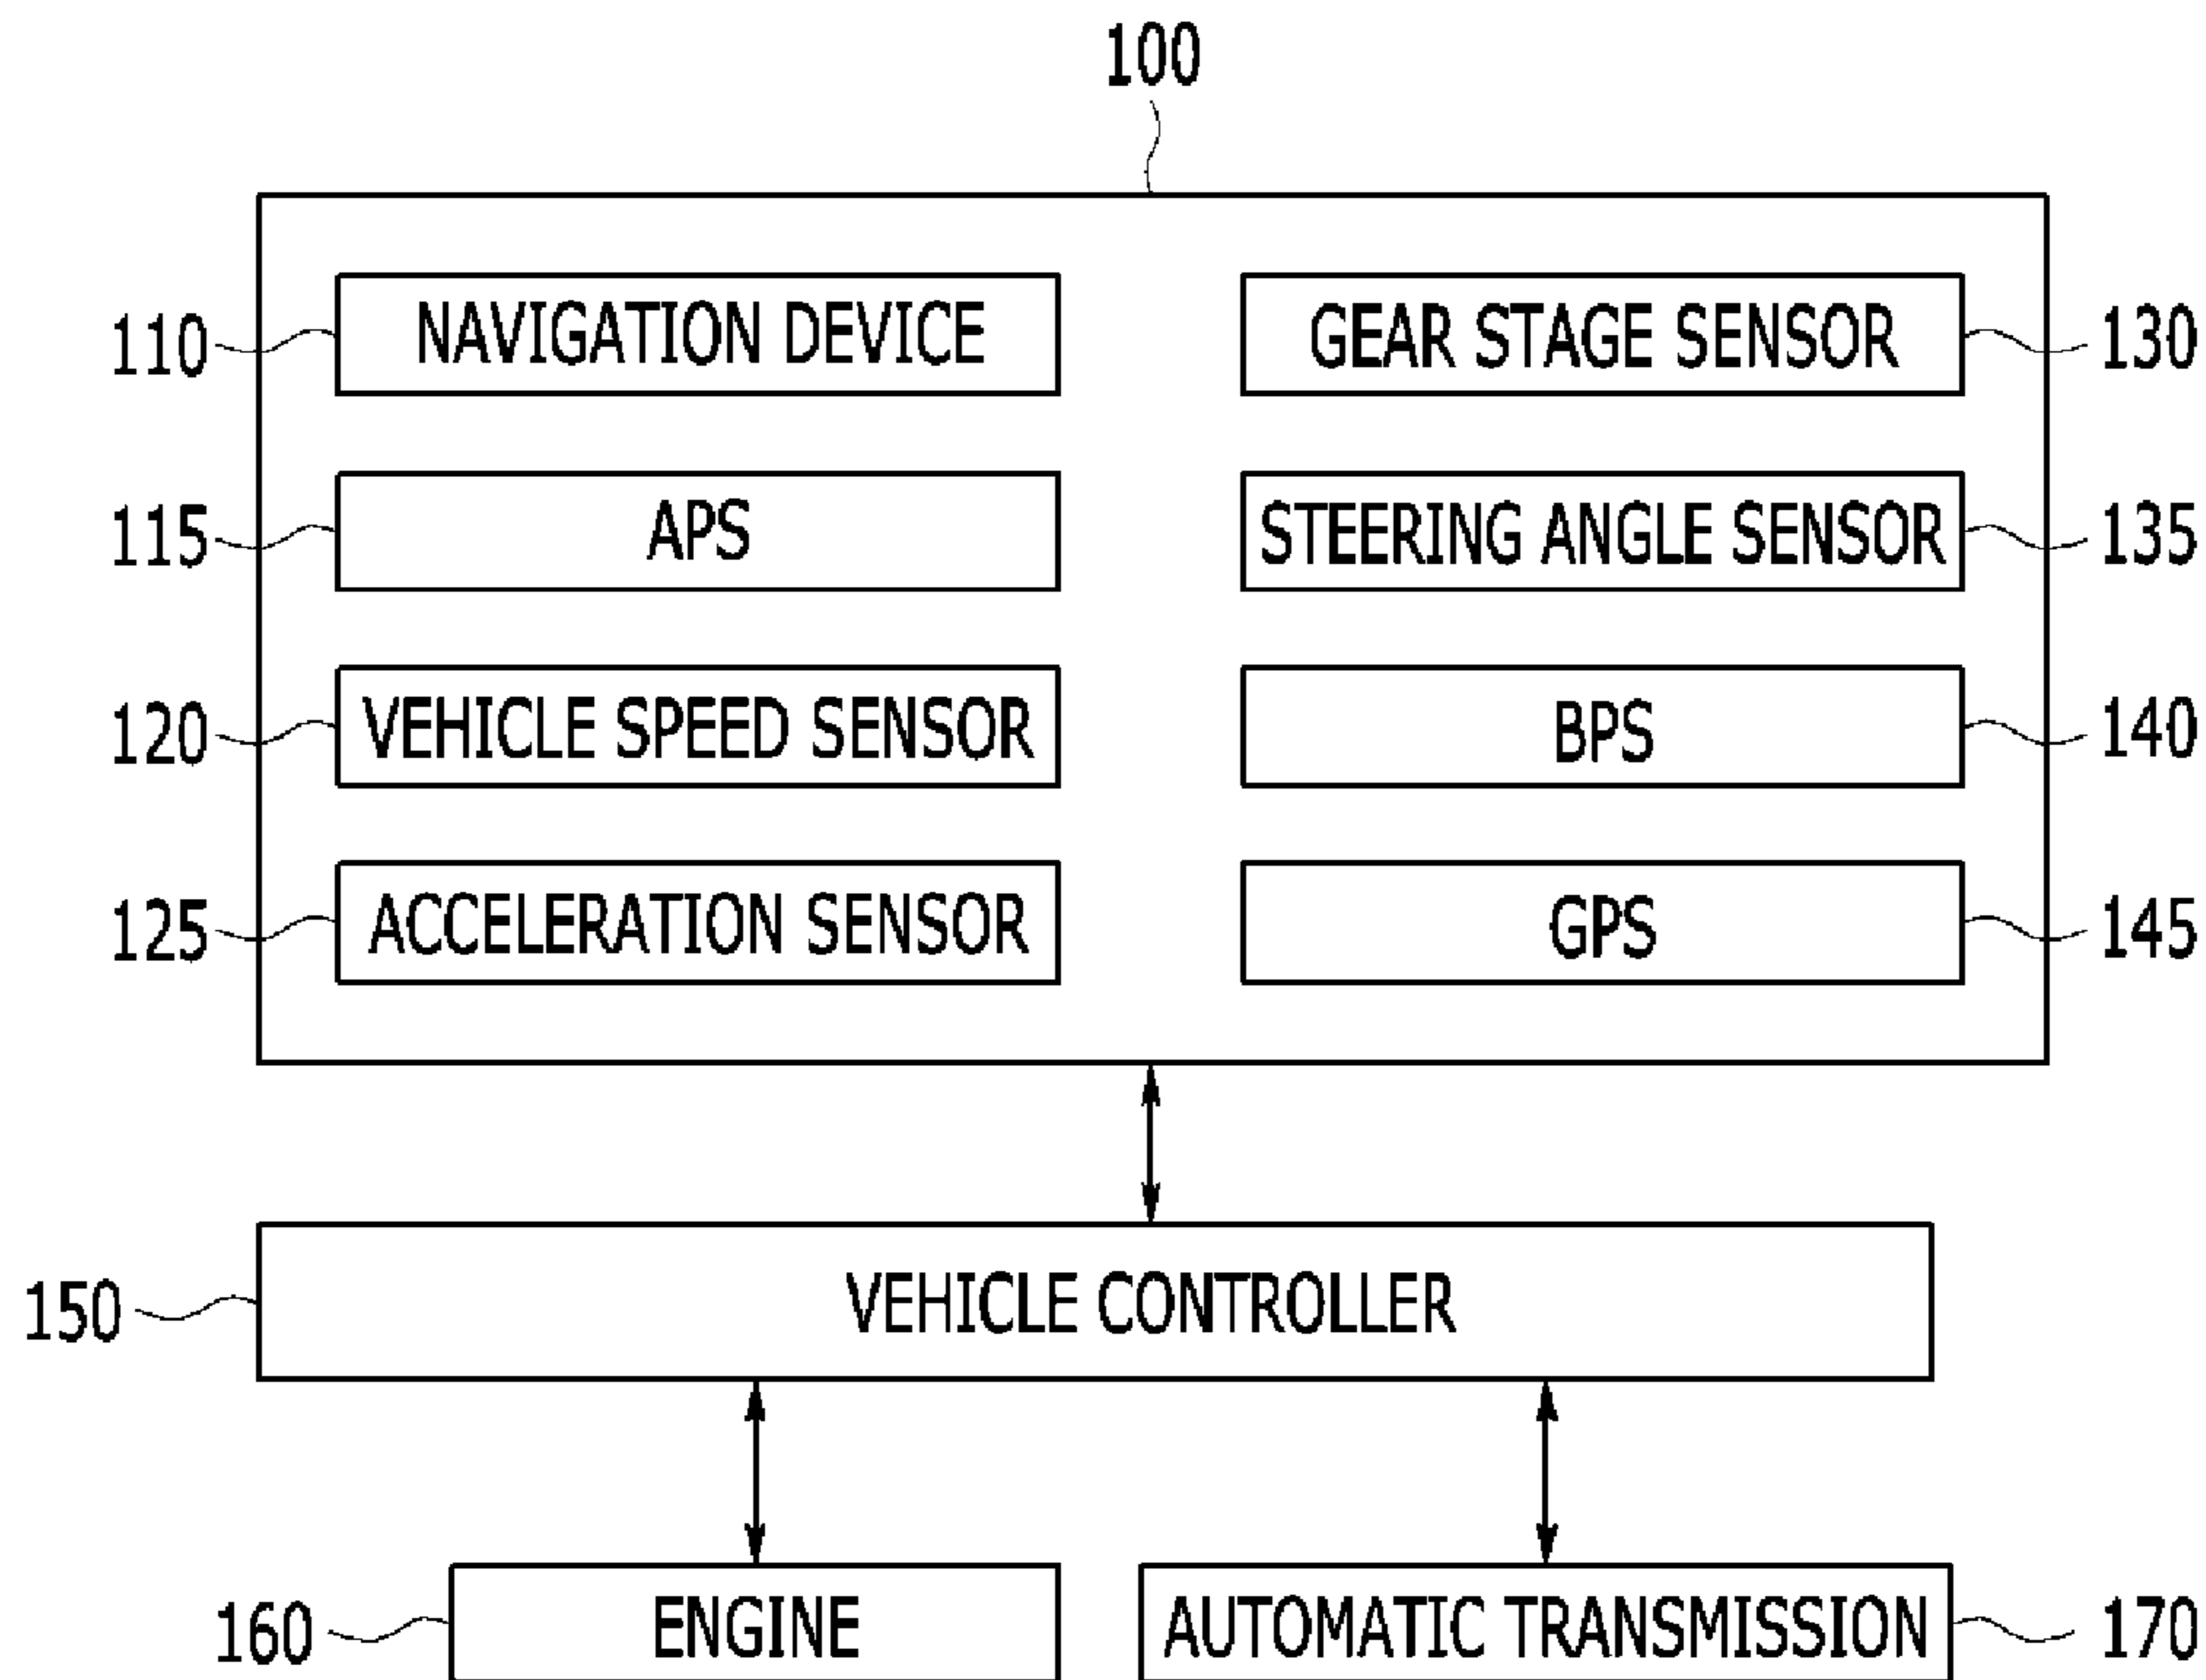 100
110 NAVIGATION DEVICE GEAR STAGE SENSOR 130
115 APS STEERING ANGLE SENSOR 135
120 VEHICLE SPEED SENSOR BPS 140
125 ACCELERATION SENSOR GPS 145
150 VEHICLE CONTROLLER
160 ENGINE AUTOMATIC TRANSMISSION 170